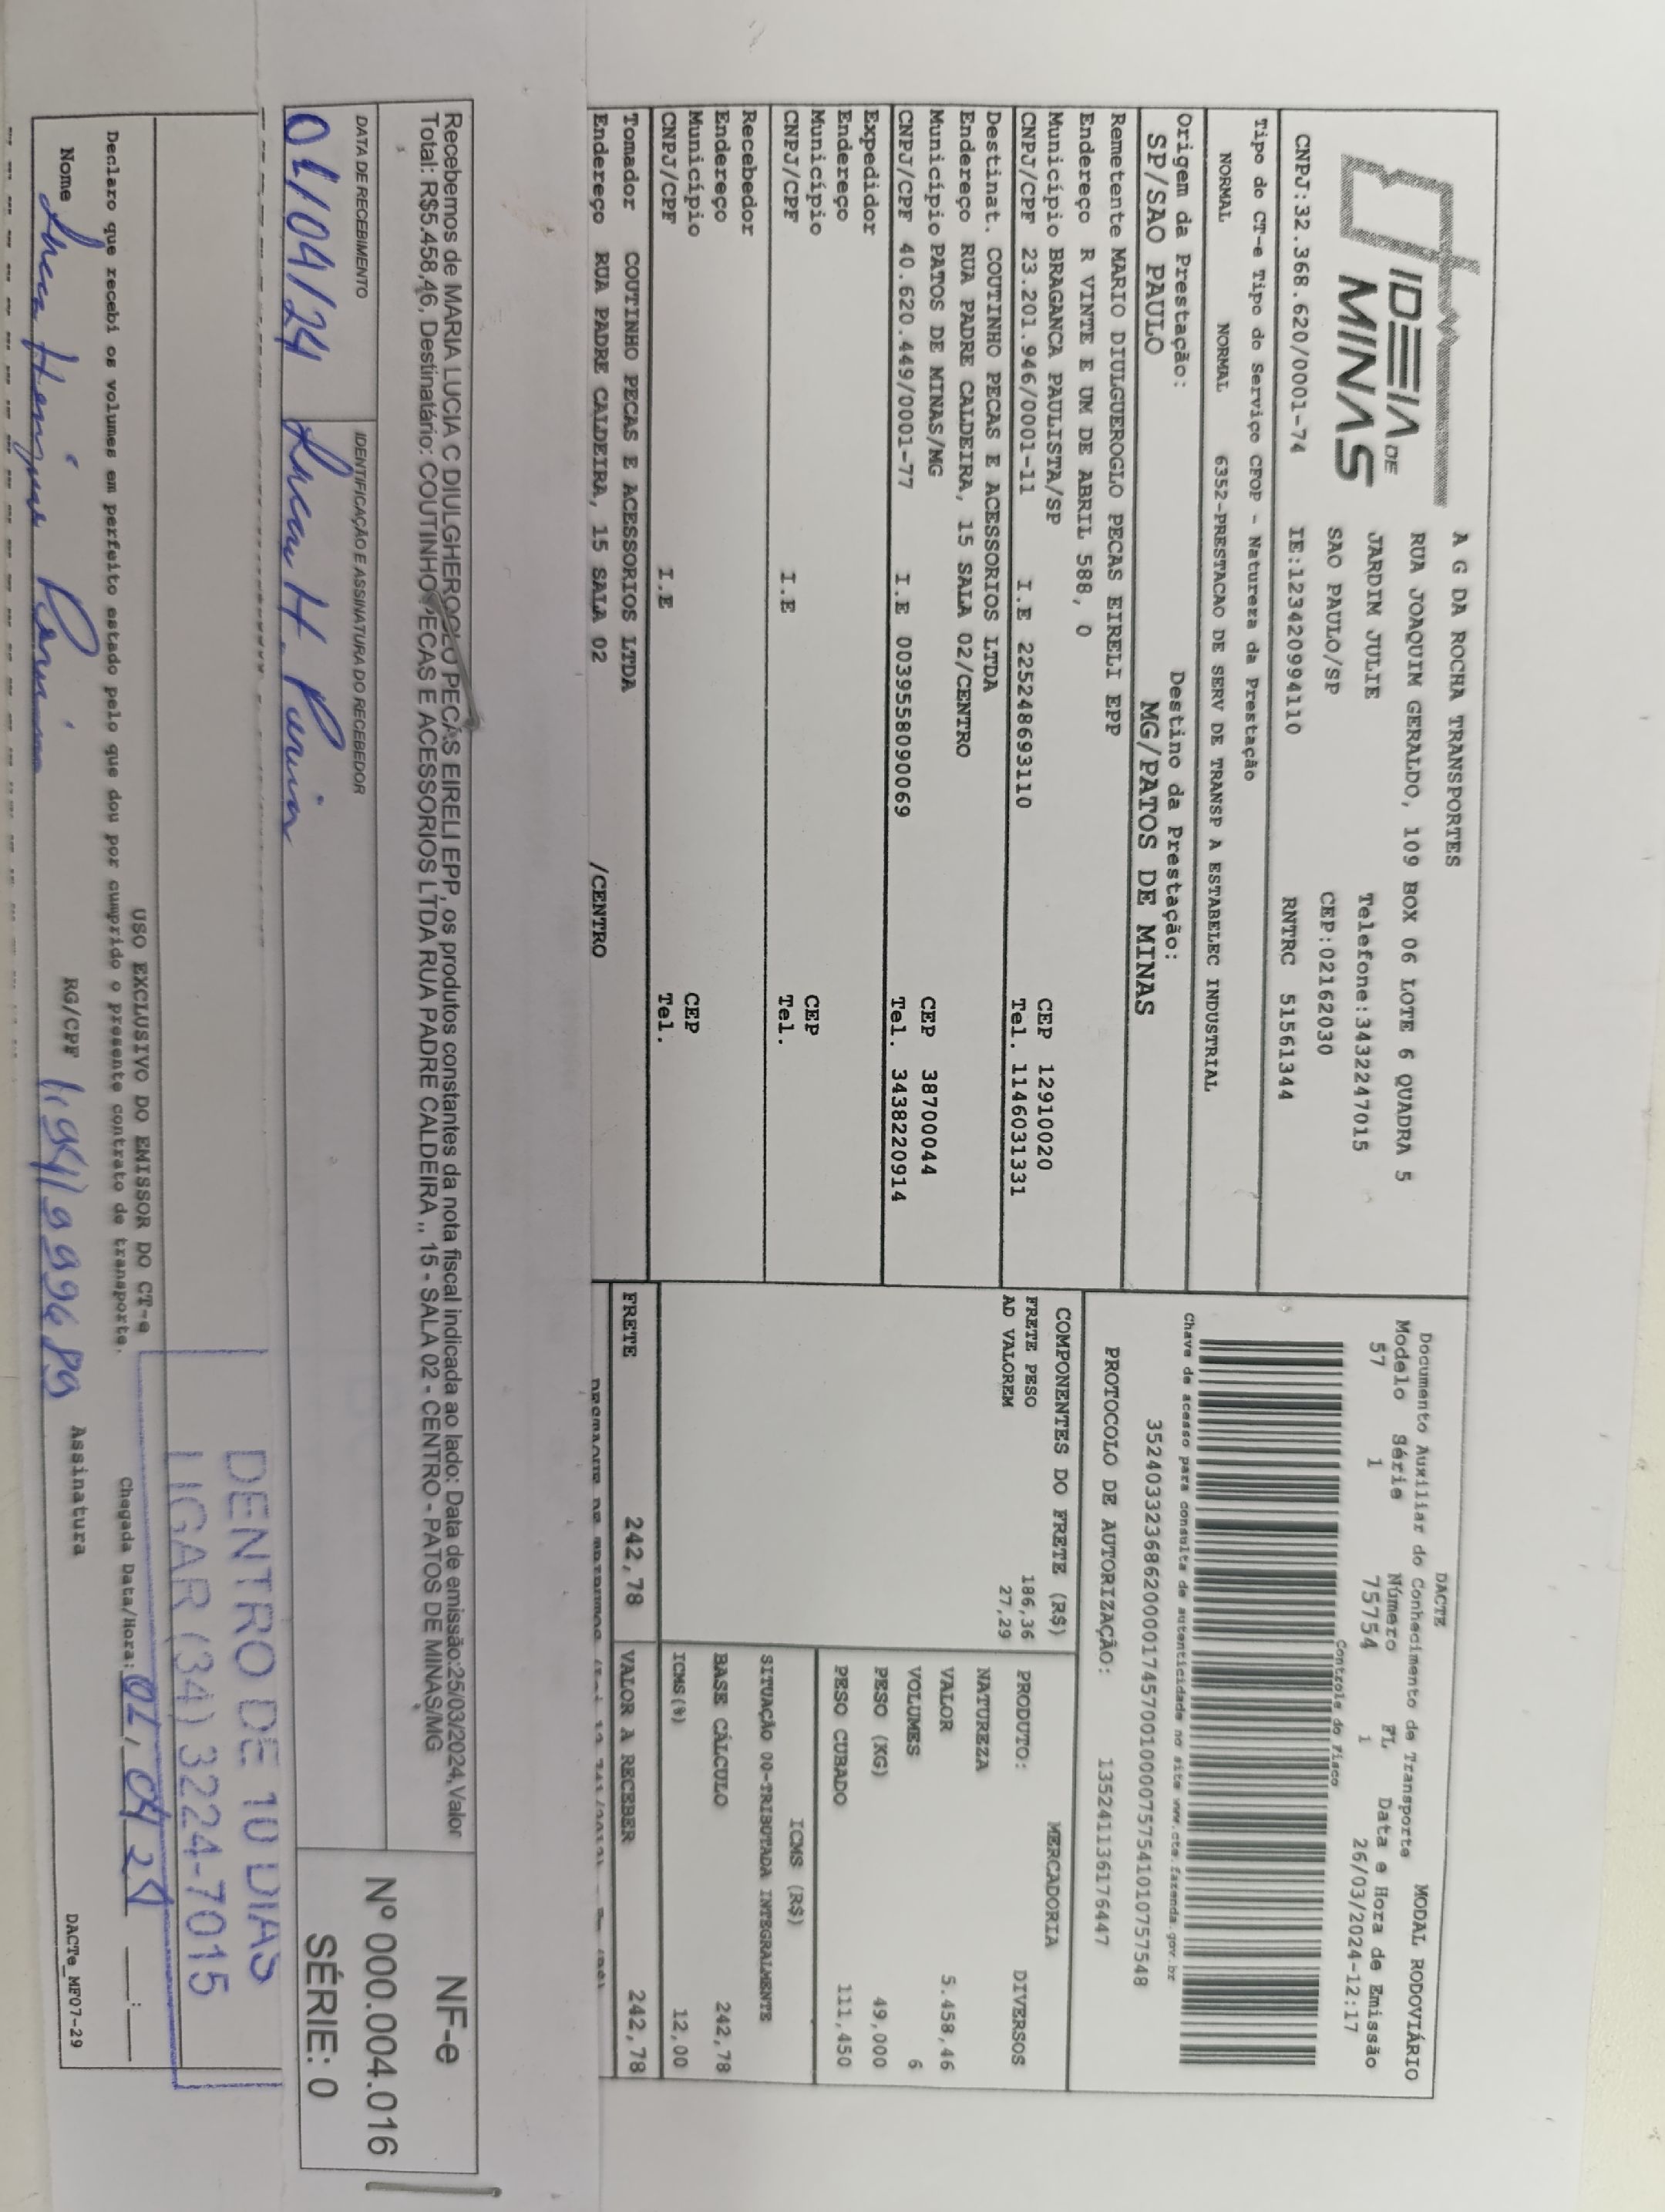 IDEIA DE
MINAS
A G DA ROCHA TRANSPORTES
RUA JOAQUIM GERALDO, 109 BOX 06 LOTE 6 QUADRA 5
JARDIM JULIE Telefone:3432247015
SAO PAULO/SP CEP:02162030
CNPJ:32.368.620/0001-74 IE:123420994110 RNTRC 51561344
Tipo do CT-e Tipo do Serviço CFOP - Natureza da Prestação
NORMAL NORMAL 6352-PRESTACAO DE SERV DE TRANSP A ESTABELEC INDUSTRIAL
Origem da Prestação: Destino da Prestação:
SP/SAO PAULO MG/PATOS DE MINAS
Remetente MARIO DIULGUEROGLO PECAS EIRELI EPP
Endereço R VINTE E UM DE ABRIL 588, 0
Município BRAGANCA PAULISTA/SP CEP 12910020
CNPJ/CPF 23.201.946/0001-11 I.E 225248693110 Tel. 1146031331
Destinat. COUTINHO PECAS E ACESSORIOS LTDA
Endereço RUA PADRE CALDEIRA, 15 SALA 02/CENTRO
Município PATOS DE MINAS/MG CEP 38700044
CNPJ/CPF 40.620.449/0001-77 I.E 0039558090069 Tel. 3438220914
Expedidor
Endereço
Município CEP
CNPJ/CPF I.E Tel.
Recebedor
Endereço
Município CEP
CNPJ/CPF I.E Tel.
Tomador COUTINHO PECAS E ACESSORIOS LTDA
Endereço RUA PADRE CALDEIRA, 15 SALA 02 /CENTRO
DACTE
Documento Auxiliar do Conhecimento de Transporte MODAL RODOVIÁRIO
Modelo Série Número FL Data e Hora de Emissão
57 1 75754 1 26/03/2024-12:17
Controle do Fisco
Chave de acesso para consulta de autenticidade no site www.cte.fazenda.gov.br
35240332368620000174570010000757541010757548
PROTOCOLO DE AUTORIZAÇÃO: 135241136176447
COMPONENTES DO FRETE (R$)
FRETE PESO 186,36
AD VALOREM 27,29
MERCADORIA
PRODUTO: DIVERSOS
NATUREZA
VALOR 5.458,46
VOLUMES 6
PESO (KG) 49,000
PESO CUBADO 111,450
ICMS (R$)
SITUAÇÃO 00-TRIBUTADA INTEGRALMENTE
BASE CÁLCULO 242,78
ICMS(%) 12,00
FRETE 242,78 VALOR A RECEBER 242,78
Recebemos de MARIA LUCIA C DIULGHEROGLO PECAS EIRELI EPP, os produtos constantes da nota fiscal indicada ao lado: Data de emissão:25/03/2024,Valor
Total: R$5.458,46, Destinatário: COUTINHO PECAS E ACESSORIOS LTDA RUA PADRE CALDEIRA ,, 15 - SALA 02 - CENTRO - PATOS DE MINAS/MG
NF-e
Nº 000.004.016
SÉRIE: 0
DATA DE RECEBIMENTO IDENTIFICAÇÃO E ASSINATURA DO RECEBEDOR
01/04/24
DENTRO DE 10 DIAS
LIGAR (34) 3224-7015
USO EXCLUSIVO DO EMISSOR DO CT-e
Declaro que recebi os volumes em perfeito estado pelo que dou por cumprido o presente contrato de transporte.
Chegada Data/Hora:
Nome RG/CPF Assinatura
DACTe_MF07-29